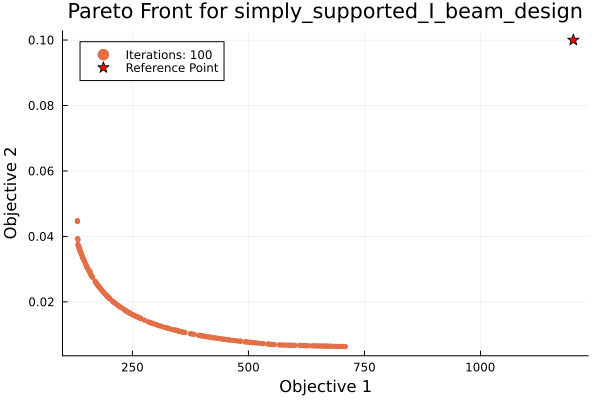 Pareto Front for simply_supported_I_beam_design
Iterations: 100
Reference Point
0.10
0.08
0.06
0.04
0.02
Objective 2
250
500
750
1000
Objective 1